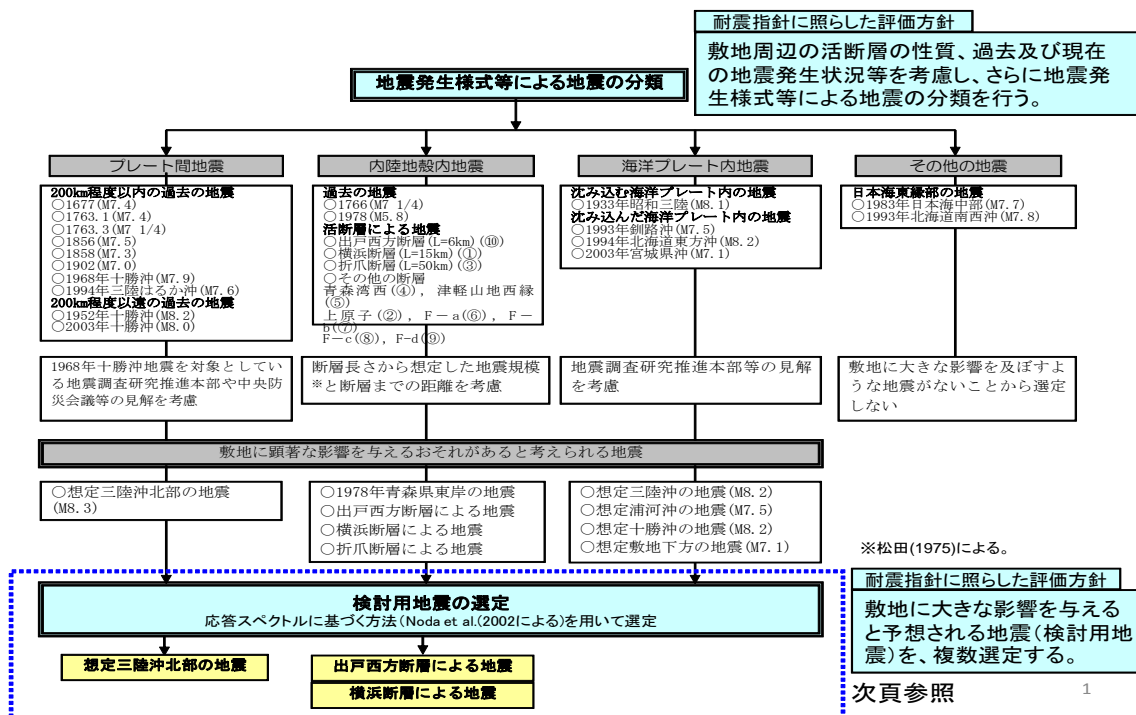 耐震指針に照らした評価方針
敷地周辺の活断層の性質、過去及び現在
の地震発生状況等を考慮し、さらに地震発
生様式等による地震の分類を行う。
地震発生様式等による地震の分類
プレート間地震
200km程度以内の過去の地震
○1677(M7.4)
○1763.1(M7.4)
○1763.3(M7 1/4)
○1856(M7.5)
○1858(M7.3)
○1902(M7.0)
○1968年十勝沖(M7.9)
○1994年三陸はるか沖(M7.6)
200km程度以遠の過去の地震
○1952年十勝沖(M8.2)
○2003年十勝沖(M8.0)
内陸地殻内地震
過去の地震
○1766(M7 1/4)
○1978(M5.8)
活断層による地震
○出戸西方断層(L=6km)(⑩)
○横浜断層(L=15km)(①)
○折爪断層(L=50km)(③)
○その他の断層
青森湾西(④), 津軽山地西縁
(⑤)
上原子(②), F－a(⑥), F－
b(⑦)
F－c(⑧), F-d(⑨)
海洋プレート内地震
沈み込む海洋プレート内の地震
○1933年昭和三陸(M8.1)
沈み込んだ海洋プレート内の地震
○1993年釧路沖(M7.5)
○1994年北海道東方沖(M8.2)
○2003年宮城県沖(M7.1)
その他の地震
日本海東縁部の地震
○1983年日本海中部(M7.7)
○1993年北海道南西沖(M7.8)
1968年十勝沖地震を対象としてい
る地震調査研究推進本部や中央防
災会議等の見解を考慮
断層長さから想定した地震規模
※と断層までの距離を考慮
地震調査研究推進本部等の見解
を考慮
敷地に大きな影響を及ぼすよ
うな地震がないことから選定
しない
敷地に顕著な影響を与えるおそれがあると考えられる地震
○想定三陸沖北部の地震
(M8.3)
○1978年青森県東岸の地震
○出戸西方断層による地震
○横浜断層による地震
○折爪断層による地震
○想定三陸沖の地震(M8.2)
○想定浦河沖の地震(M7.5)
○想定十勝沖の地震(M8.2)
○想定敷地下方の地震(M7.1)
※松田(1975)による。
検討用地震の選定
応答スペクトルに基づく方法(Noda et al.(2002による)を用いて選定
想定三陸沖北部の地震
出戸西方断層による地震
横浜断層による地震
耐震指針に照らした評価方針
敷地に大きな影響を与える
と予想される地震(検討用地
震)を、複数選定する。
次頁参照
1